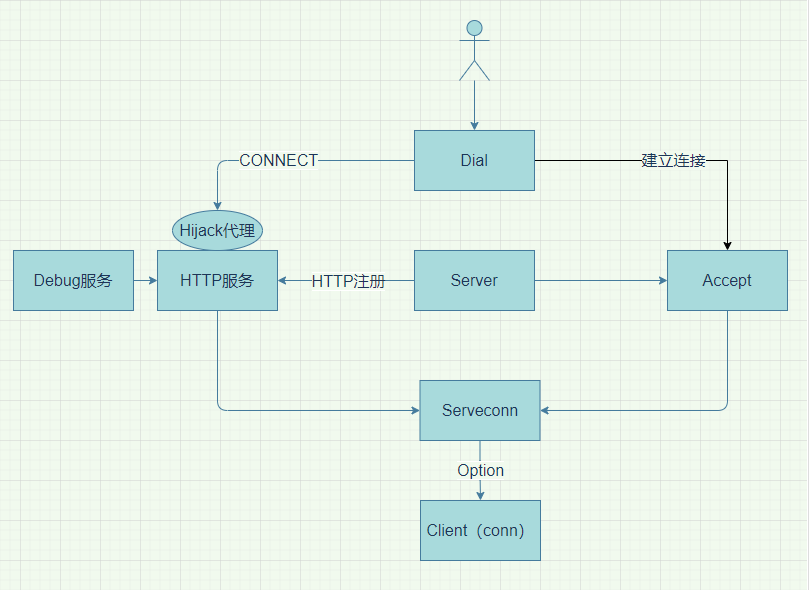 Dial
CONNECT
建立连接
Hijack代理
Debug服务
HTTP服务
HTTP注册
Server
Accept
Serveconn
Option
Client（conn）